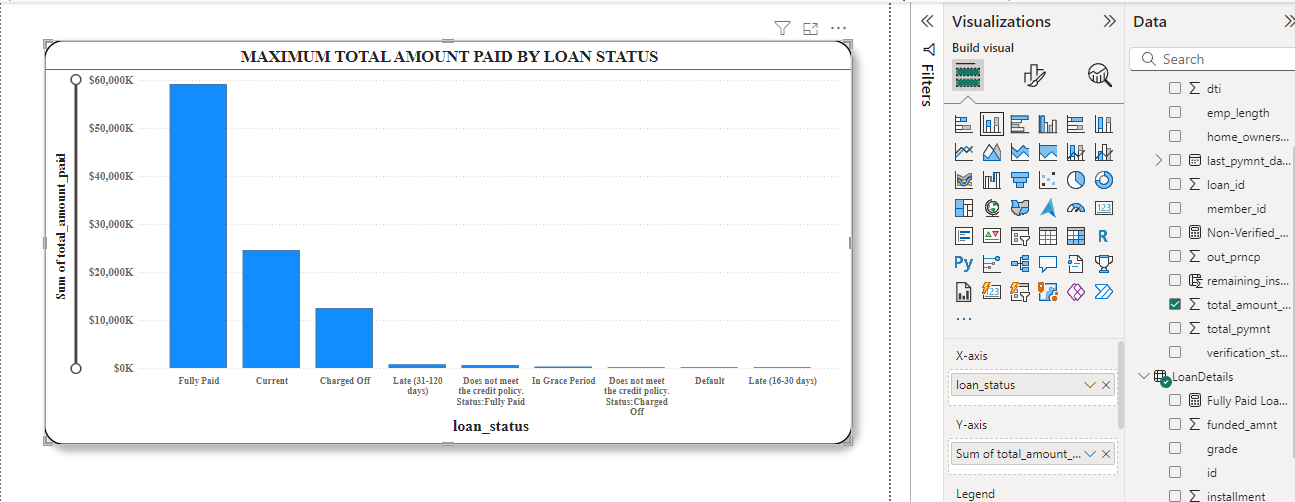 Visualizations
Data
Build visual
Search
Filters
MAXIMUM TOTAL AMOUNT PAID BY LOAN STATUS
Sum of total_amount_paid
$60,000K
$50,000K
$40,000K
$30,000K
$20,000K
$10,000K
$0K
Fully Paid
Current
Charged Off
Late (31-120
days)
Does not meet
the credit policy.
Status:Fully Paid
In Grace Period
Does not meet
the credit policy.
Status:Charged
Off
Default
Late (16-30 days)
loan_status
123
R
Py
123
...
X-axis
loan_status
Y-axis
Sum of total_amount_...
Legend
dti
emp_length
home_owners...
last_pymnt_da...
loan_id
member_id
Non-Verified_...
out_prncp
remaining_ins...
total_amount_...
total_pymnt
verification_st...
LoanDetails
Fully Paid Loa...
funded_amnt
grade
id
installment